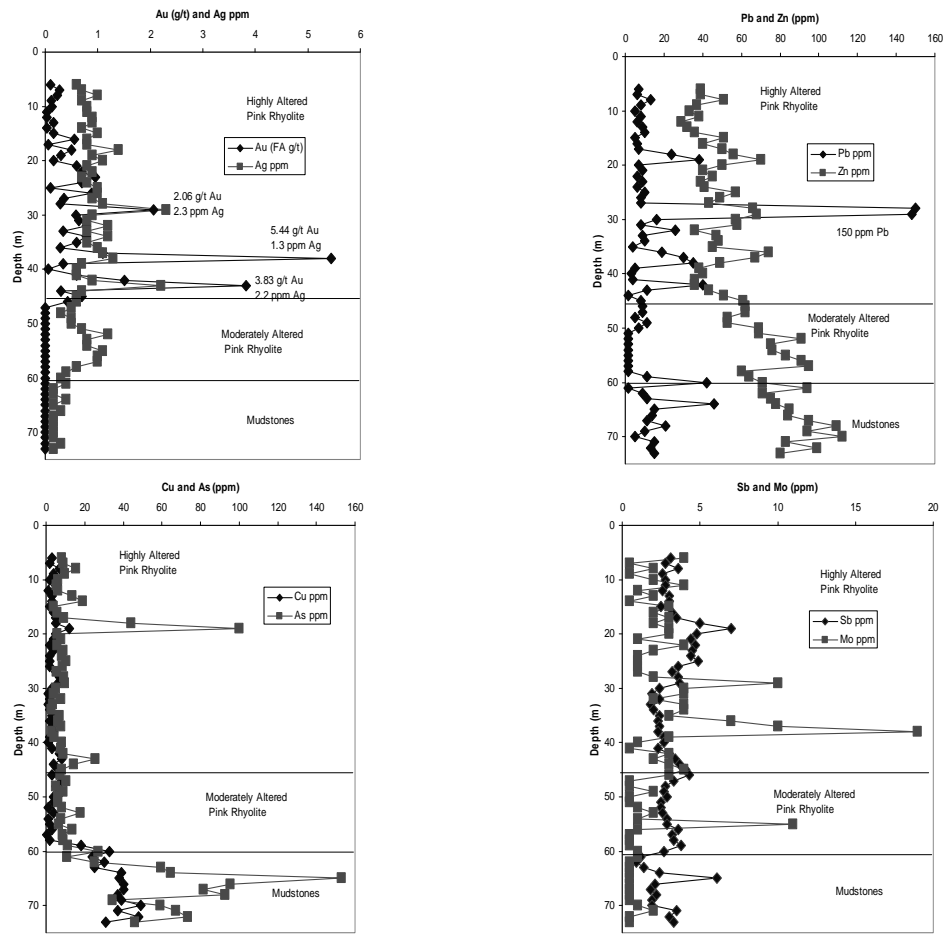 Au (g/t) and Ag ppm
0 1 2 3 4 5 6
Depth (m)
0
10
20
30
40
50
60
70
Highly Altered
Pink Rhyolite
Au (FA g/t)
Ag ppm
2.06 g/t Au
2.3 ppm Ag
5.44 g/t Au
1.3 ppm Ag
3.83 g/t Au
2.2 ppm Ag
Moderately Altered
Pink Rhyolite
Mudstones
Pb and Zn (ppm)
0 20 40 60 80 100 120 140 160
Depth (m)
0
10
20
30
40
50
60
70
Highly Altered
Pink Rhyolite
Pb ppm
Zn ppm
150 ppm Pb
Moderately Altered
Pink Rhyolite
Mudstones
Cu and As (ppm)
0 20 40 60 80 100 120 140 160
Depth (m)
0
10
20
30
40
50
60
70
Highly Altered
Pink Rhyolite
Cu ppm
As ppm
Moderately Altered
Pink Rhyolite
Mudstones
Sb and Mo (ppm)
0 5 10 15 20
Depth (m)
0
10
20
30
40
50
60
70
Highly Altered
Pink Rhyolite
Sb ppm
Mo ppm
Moderately Altered
Pink Rhyolite
Mudstones